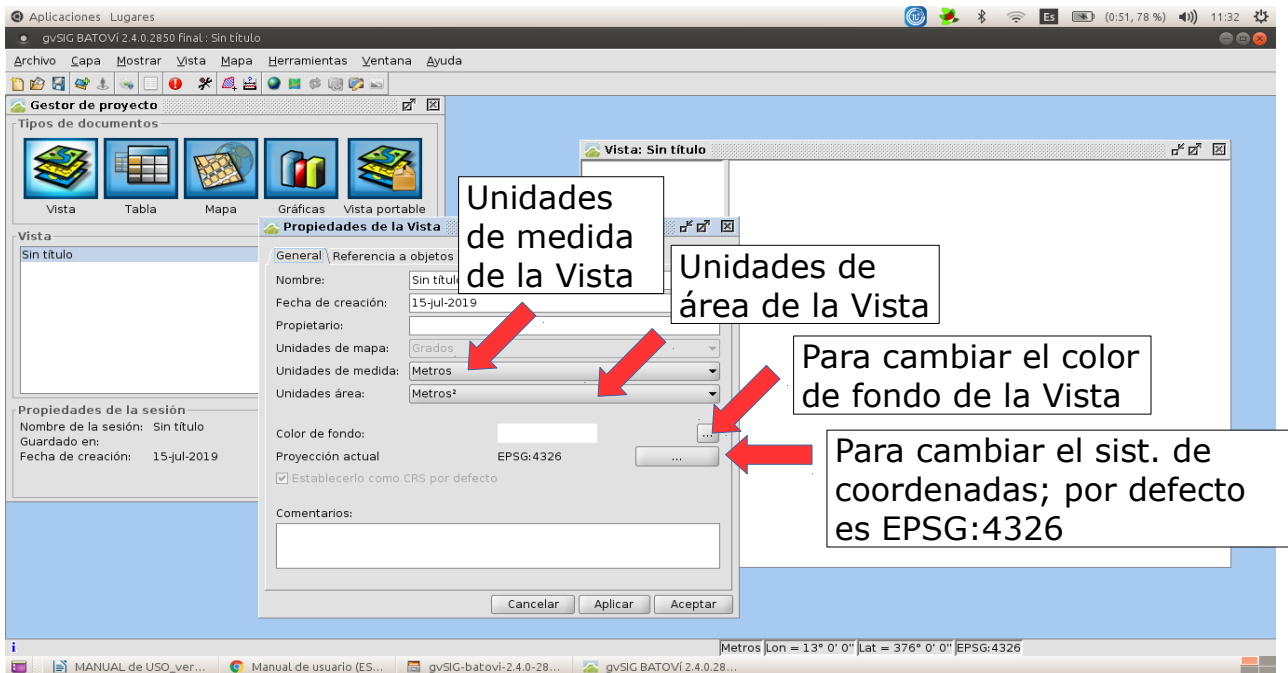 Aplicaciones Lugares
Es (0:51, 78 %) 11:32
gvSIG BATOVÍ 2.4.0.2850 final : Sin título
Archivo Capa Mostrar Vista Mapa Herramientas Ventana Ayuda
Gestor de proyecto
Tipos de documentos
Vista Tabla Mapa Gráficas Vista portable
Vista
Sin título
Propiedades de la sesión
Nombre de la sesión: Sin título
Guardado en:
Fecha de creación: 15-jul-2019
Vista: Sin título
Propiedades de la Vista
General Referencia a objetos
Nombre: Sin título
Fecha de creación: 15-jul-2019
Propietario:
Unidades de mapa: Grados
Unidades de medida: Metros
Unidades área: Metros²
Color de fondo: ...
Proyección actual EPSG:4326 ...
Establecerlo como CRS por defecto
Comentarios:
Cancelar Aplicar Aceptar
Unidades
de medida
de la Vista
Unidades de
área de la Vista
Para cambiar el color
de fondo de la Vista
Para cambiar el sist. de
coordenadas; por defecto
es EPSG:4326
Metros Lon = 13° 0' 0" Lat = 376° 0' 0" EPSG:4326
MANUAL de USO_ver... Manual de usuario (ES... gvSIG-batovi-2.4.0-28... gvSIG BATOVÍ 2.4.0.28...